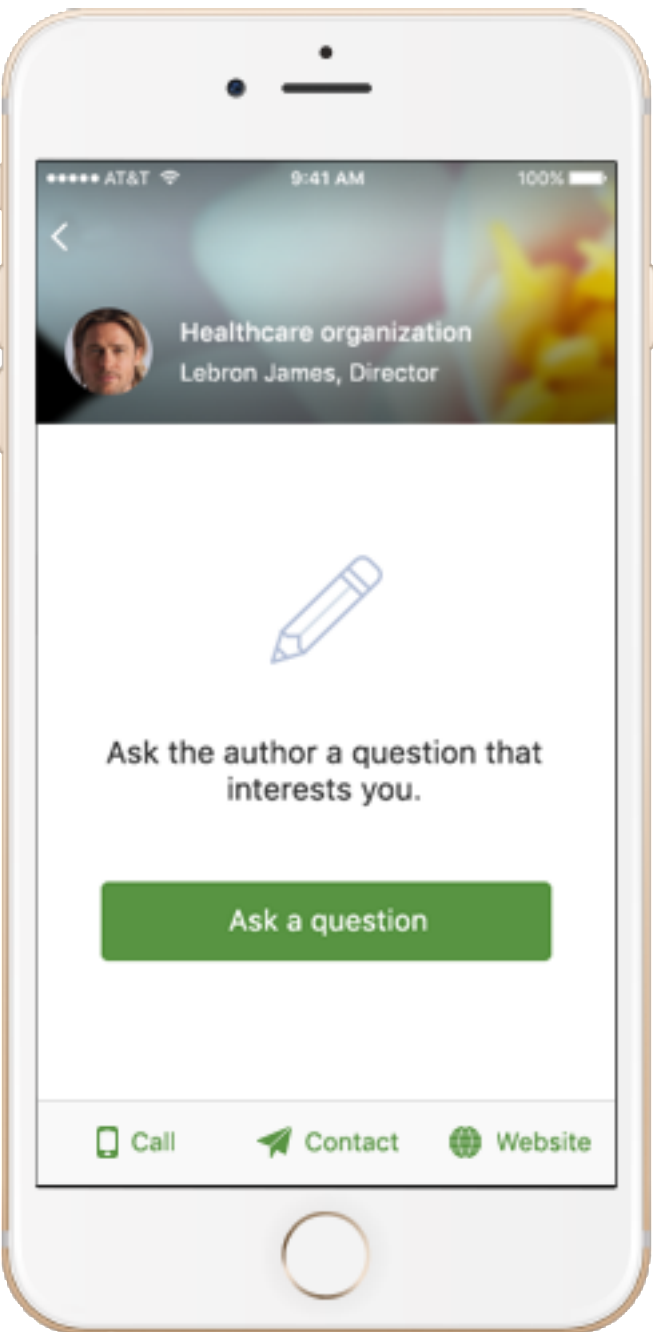 AT&T 9:41 AM 100%
Healthcare organization
Lebron James, Director
Ask the author a question that
interests you.
Ask a question
Call Contact Website